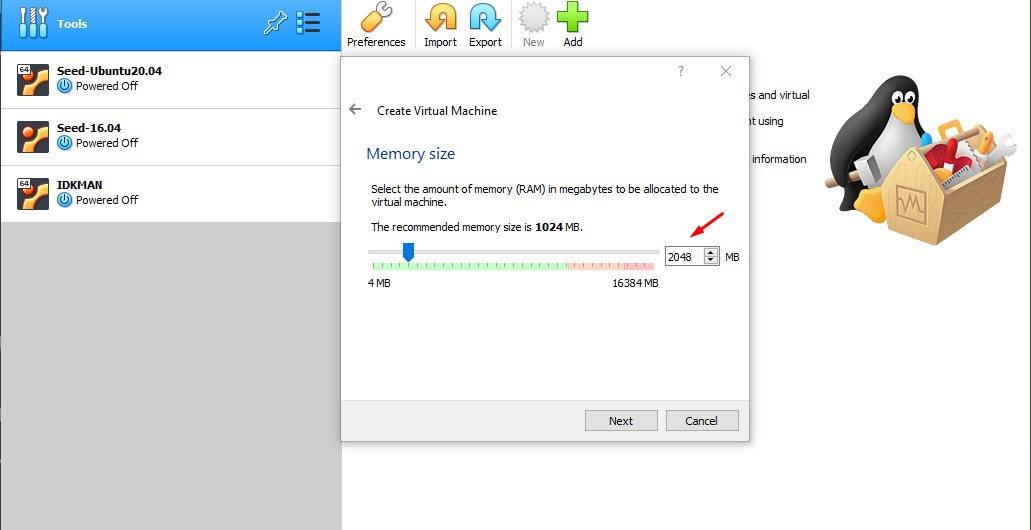 Tools
Preferences
Import
Export
New
Add
64
Seed-Ubuntu20.04
Powered Off
Seed-16.04
Powered Off
64
IDKMAN
Powered Off
es and virtual
nt using
information
?
Create Virtual Machine
Memory size
Select the amount of memory (RAM) in megabytes to be allocated to the
virtual machine.
The recommended memory size is 1024 MB.
2048 MB
4 MB
16384 MB
Next
Cancel